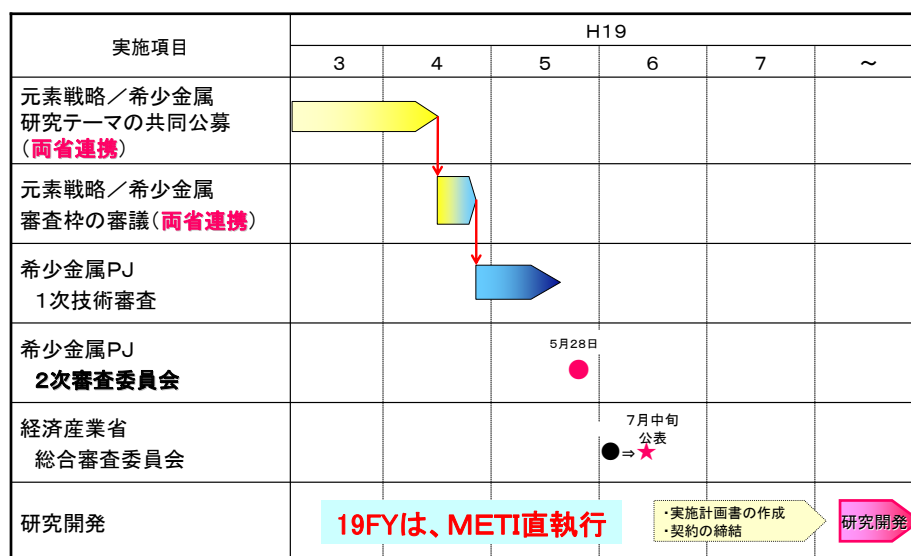 実施項目
H19
3 4 5 6 7 ～
元素戦略／希少金属
研究テーマの共同公募
（両省連携）
元素戦略／希少金属
審査枠の審議（両省連携）
希少金属PJ
1次技術審査
希少金属PJ
2次審査委員会
5月28日
経済産業省
総合審査委員会
7月中旬
公表
⇒
研究開発
19FYは、METI直執行
・実施計画書の作成
・契約の締結
研究開発